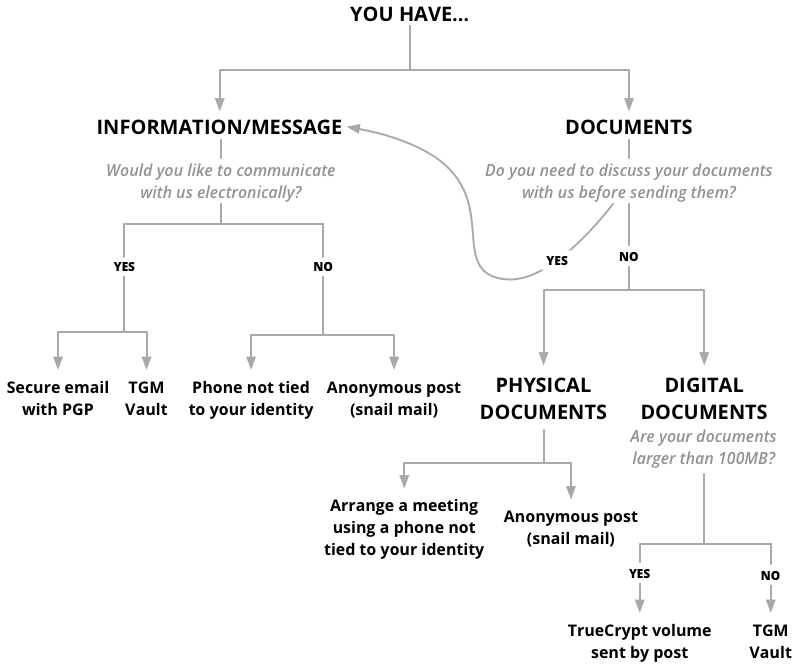 YOU HAVE...
INFORMATION/MESSAGE
DOCUMENTS
Would you like to communicate
with us electronically?
Do you need to discuss your documents
with us before sending them?
YES
NO
YES
NO
Secure email
with PGP
TGM
Vault
Phone not tied
to your identity
Anonymous post
(snail mail)
PHYSICAL
DOCUMENTS
DIGITAL
DOCUMENTS
Are your documents
larger than 100MB?
Arrange a meeting
using a phone not
tied to your identity
Anonymous post
(snail mail)
YES
NO
TrueCrypt volume
sent by post
TGM
Vault